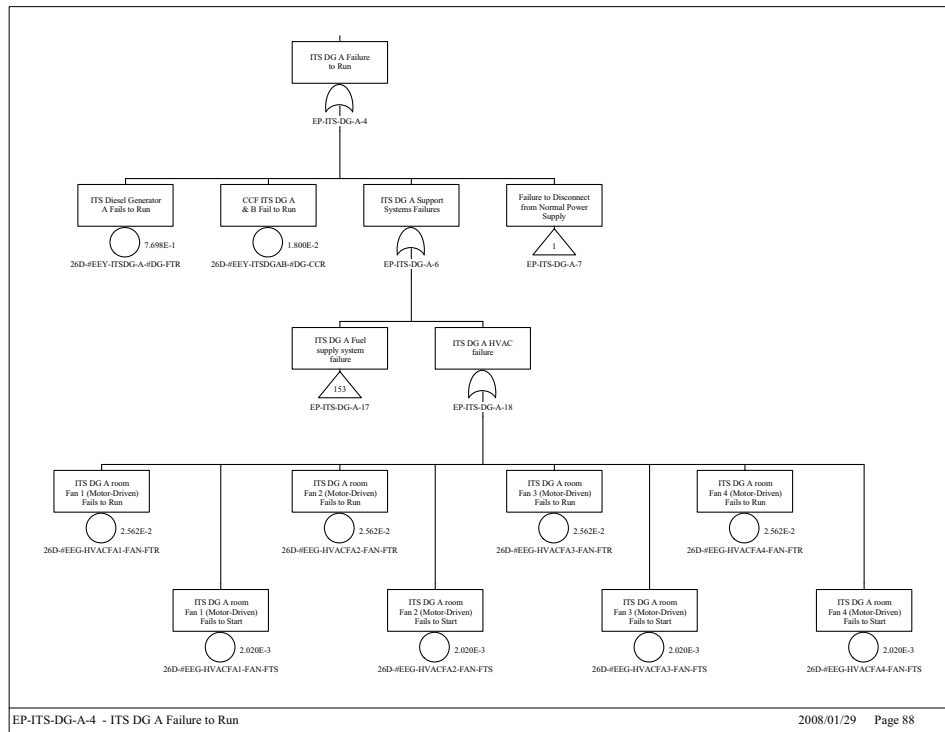 ITS DG A Failure
to Run
EP-ITS-DG-A-4
ITS Diesel Generator
A Fails to Run
7.698E-1
26D-#EEY-ITSDG-A-#DG-FTR
CCF ITS DG A
& B Fail to Run
1.800E-2
26D-#EEY-ITSDGAB-#DG-CCR
ITS DG A Support
Systems Failures
EP-ITS-DG-A-6
Failure to Disconnect
from Normal Power
Supply
1
EP-ITS-DG-A-7
ITS DG A Fuel
supply system
failure
153
EP-ITS-DG-A-17
ITS DG A HVAC
failure
EP-ITS-DG-A-18
ITS DG A room
Fan 1 (Motor-Driven)
Fails to Run
2.562E-2
26D-#EEG-HVACFA1-FAN-FTR
ITS DG A room
Fan 2 (Motor-Driven)
Fails to Run
2.562E-2
26D-#EEG-HVACFA2-FAN-FTR
ITS DG A room
Fan 3 (Motor-Driven)
Fails to Run
2.562E-2
26D-#EEG-HVACFA3-FAN-FTR
ITS DG A room
Fan 4 (Motor-Driven)
Fails to Run
2.562E-2
26D-#EEG-HVACFA4-FAN-FTR
ITS DG A room
Fan 1 (Motor-Driven)
Fails to Start
2.020E-3
26D-#EEG-HVACFA1-FAN-FTS
ITS DG A room
Fan 2 (Motor-Driven)
Fails to Start
2.020E-3
26D-#EEG-HVACFA2-FAN-FTS
ITS DG A room
Fan 3 (Motor-Driven)
Fails to Start
2.020E-3
26D-#EEG-HVACFA3-FAN-FTS
ITS DG A room
Fan 4 (Motor-Driven)
Fails to Start
2.020E-3
26D-#EEG-HVACFA4-FAN-FTS
EP-ITS-DG-A-4 - ITS DG A Failure to Run
2008/01/29 Page 88